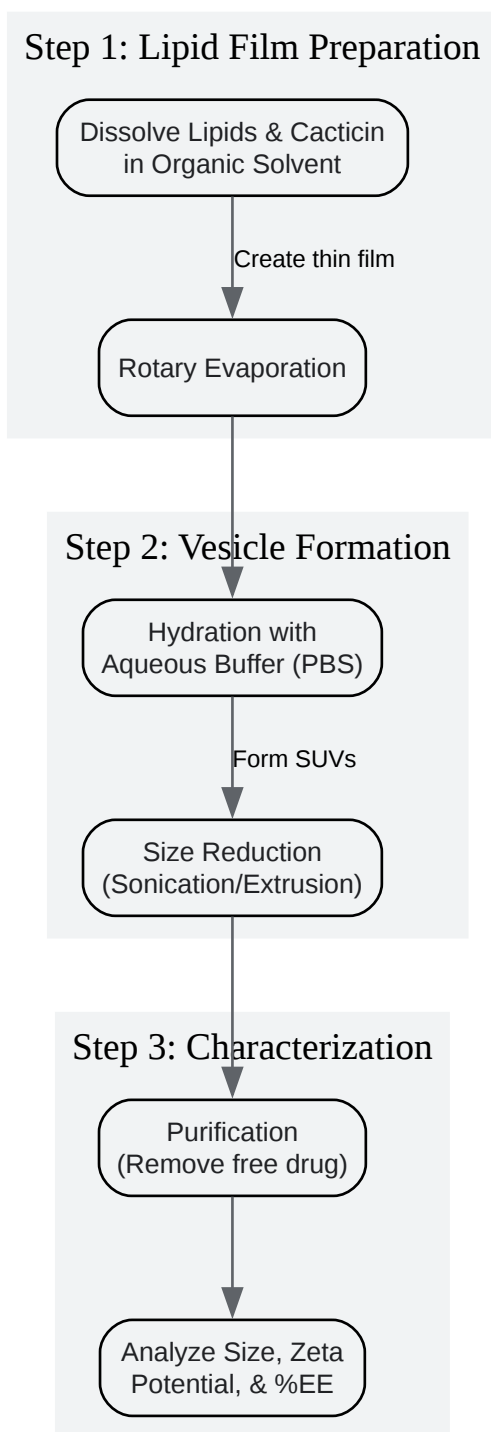 Step 1: Lipid Film Preparation
Dissolve Lipids & Cacticin
in Organic Solvent
Create thin film
Rotary Evaporation
Step 2: Vesicle Formation
Hydration with
Aqueous Buffer (PBS)
Form SUVs
Size Reduction
(Sonication/Extrusion)
Step 3: Characterization
Purification
(Remove free drug)
Analyze Size, Zeta
Potential, & %EE